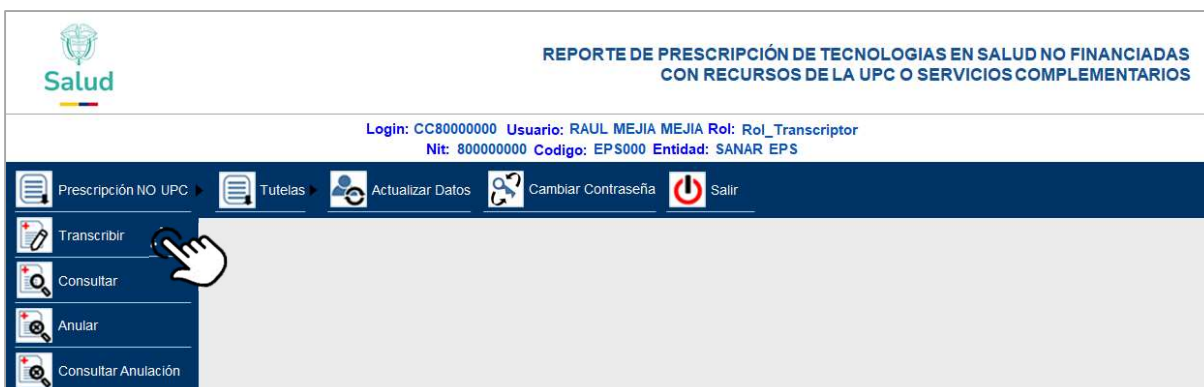 Salud
REPORTE DE PRESCRIPCIÓN DE TECNOLOGIAS EN SALUD NO FINANCIADAS
CON RECURSOS DE LA UPC O SERVICIOS COMPLEMENTARIOS
Login: CC80000000 Usuario: RAUL MEJIA MEJIA Rol: Rol_Transcriptor
Nit: 800000000 Codigo: EPS000 Entidad: SANAR EPS
Prescripción NO UPC Tutelas Actualizar Datos Cambiar Contraseña Salir
Transcribir
Consultar
Anular
Consultar Anulación